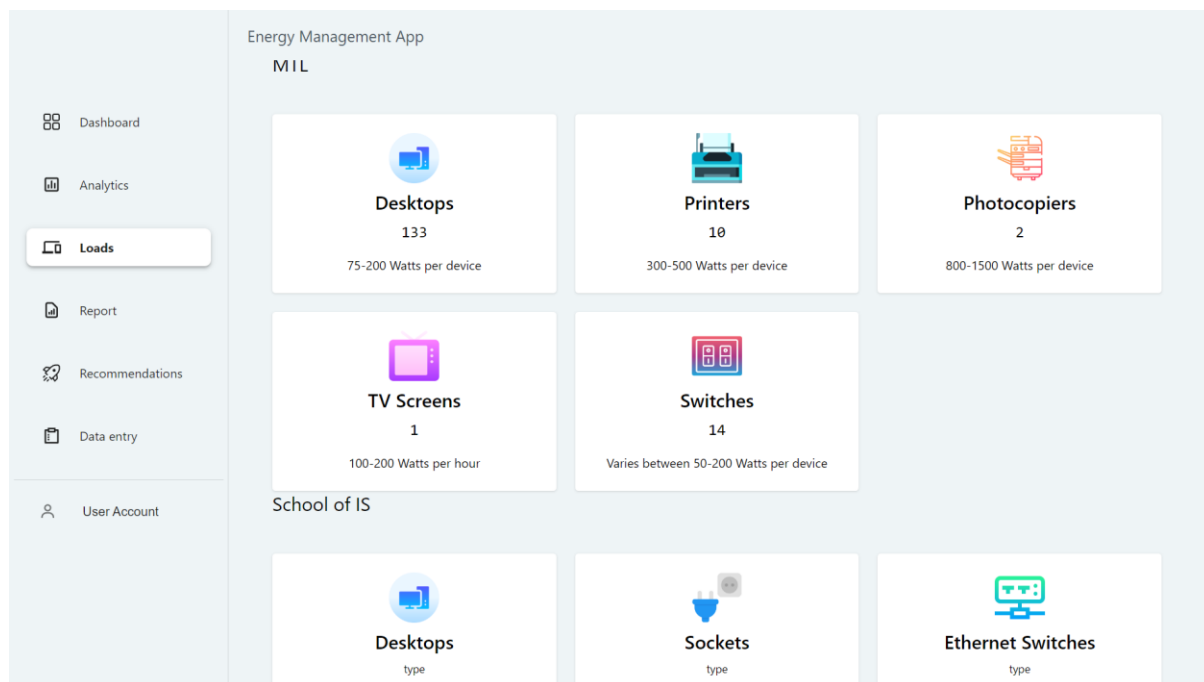 Energy Management App
MIL
Dashboard
Analytics
Loads
Report
Recommendations
Data entry
User Account
Desktops
133
75-200 Watts per device
Printers
10
300-500 Watts per device
Photocopiers
2
800-1500 Watts per device
TV Screens
1
100-200 Watts per hour
Switches
14
Varies between 50-200 Watts per device
School of IS
Desktops
type
Sockets
type
Ethernet Switches
type